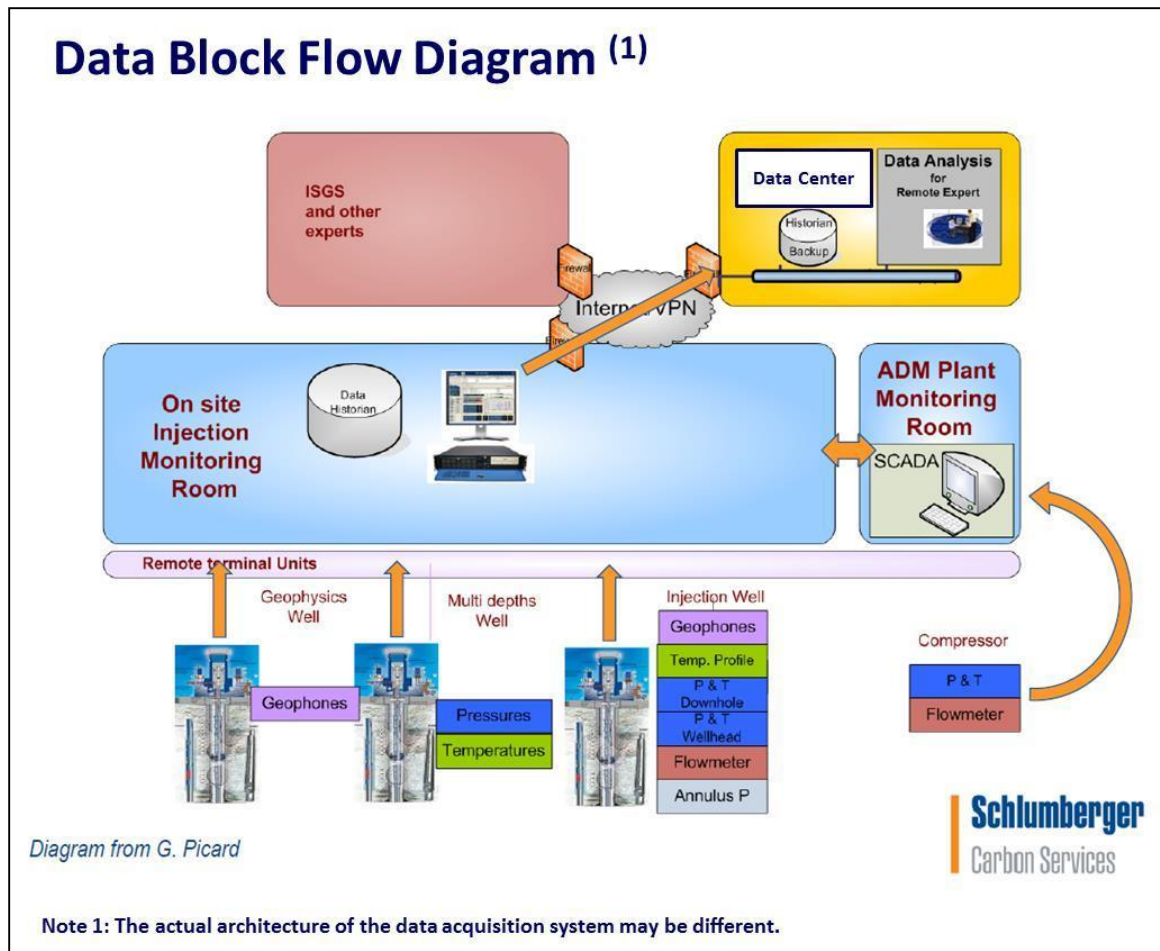 Data Block Flow Diagram (1)
ISGS
and other
experts
Data Center
Historian
Backup
Data Analysis
for
Remote Expert
Firewall
Internet/VPN
On site
Injection
Monitoring
Room
Data
Historian
ADM Plant
Monitoring
Room
SCADA
Remote terminal Units
Geophysics
Well
Multi depths
Well
Injection Well
Geophones
Temp. Profile
P & T
Downhole
P & T
Wellhead
Flowmeter
Annulus P
Geophones
Pressures
Temperatures
Compressor
P & T
Flowmeter
Diagram from G. Picard
Schlumberger
Carbon Services
Note 1: The actual architecture of the data acquisition system may be different.